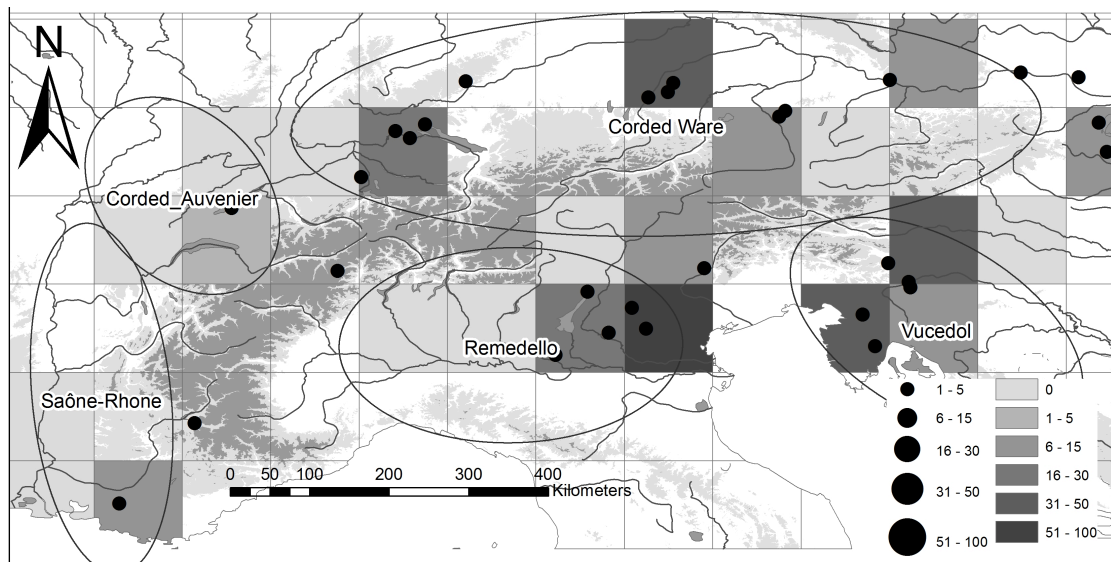 N
Corded Ware
Corded_Auvenier
Vucedol
Remedello
Saône-Rhone
0 50 100 200 300 400
Kilometers
1 - 5
6 - 15
16 - 30
31 - 50
51 - 100
0
1 - 5
6 - 15
16 - 30
31 - 50
51 - 100